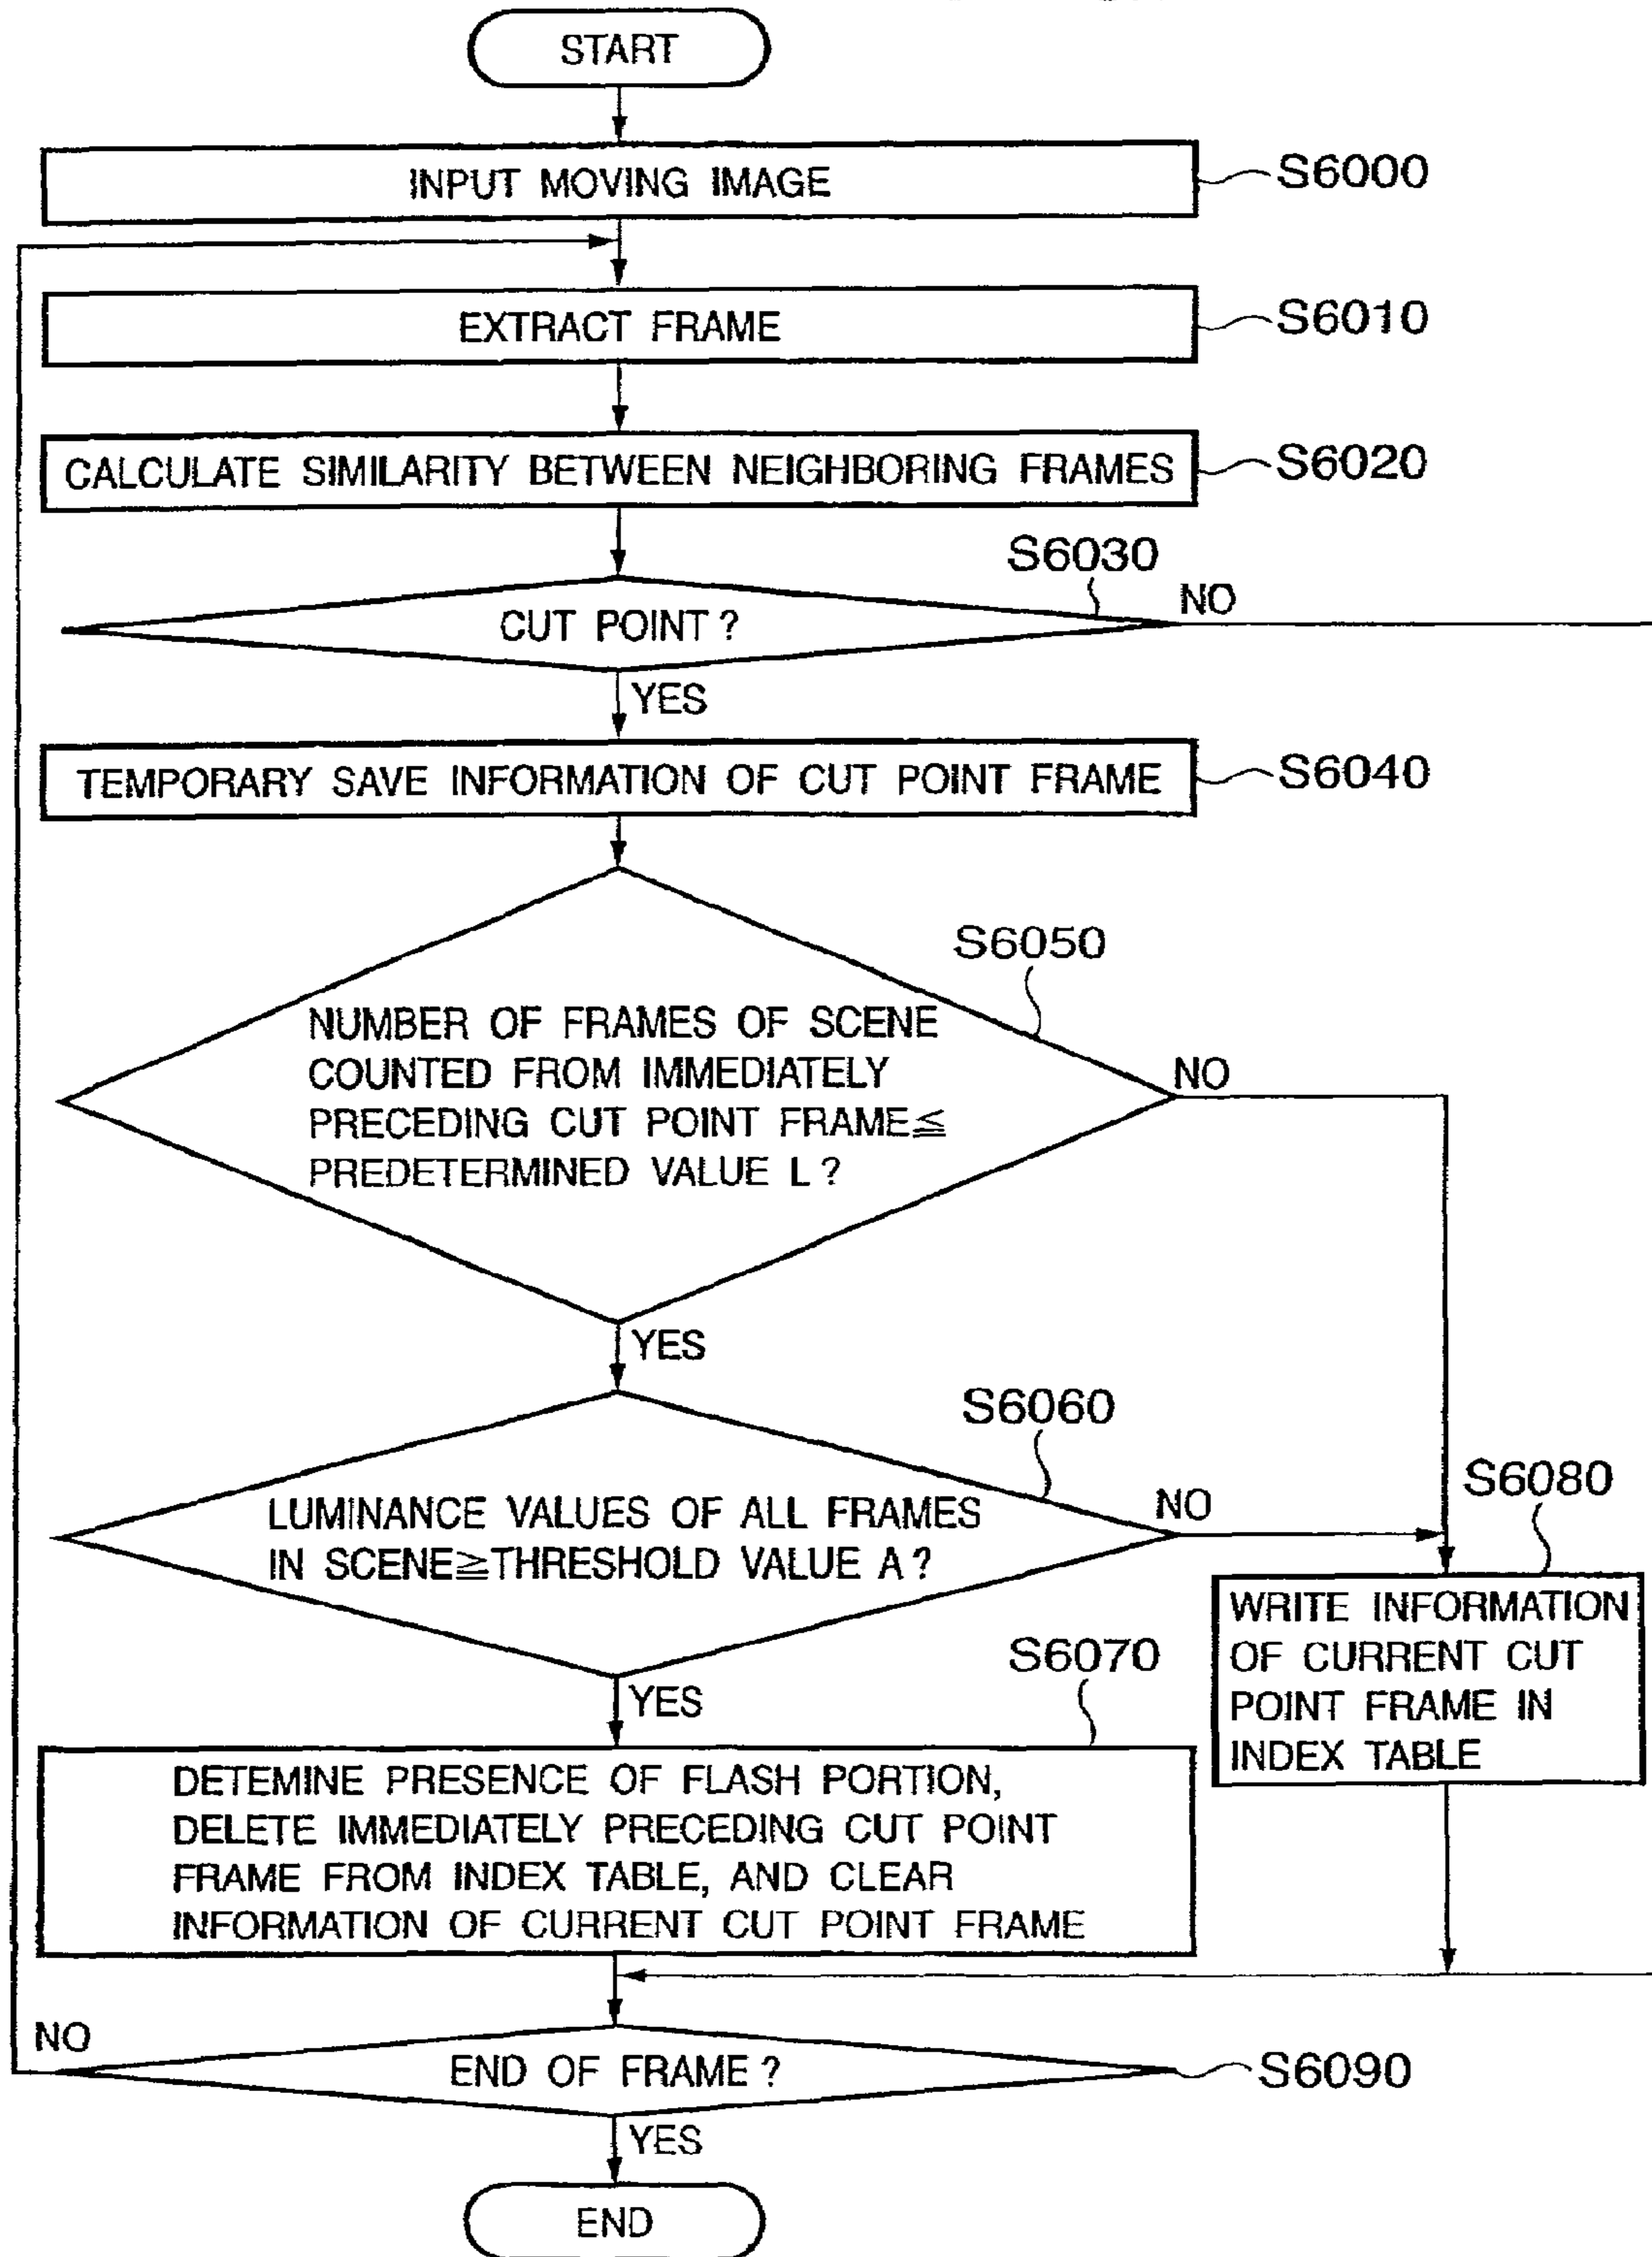 START
INPUT MOVING IMAGE
S6000
EXTRACT FRAME
S6010
CALCULATE SIMILARITY BETWEEN NEIGHBORING FRAMES
S6020
S6030
CUT POINT?
NO
YES
TEMPORARY SAVE INFORMATION OF CUT POINT FRAME
S6040
S6050
NUMBER OF FRAMES OF SCENE
COUNTED FROM IMMEDIATELY
PRECEDING CUT POINT FRAME≦
PREDETERMINED VALUE L?
NO
YES
S6060
LUMINANCE VALUES OF ALL FRAMES
IN SCENE≧THRESHOLD VALUE A?
NO
YES
S6080
WRITE INFORMATION
OF CURRENT CUT
POINT FRAME IN
INDEX TABLE
S6070
DETEMINE PRESENCE OF FLASH PORTION,
DELETE IMMEDIATELY PRECEDING CUT POINT
FRAME FROM INDEX TABLE, AND CLEAR
INFORMATION OF CURRENT CUT POINT FRAME
NO
END OF FRAME?
S6090
YES
END